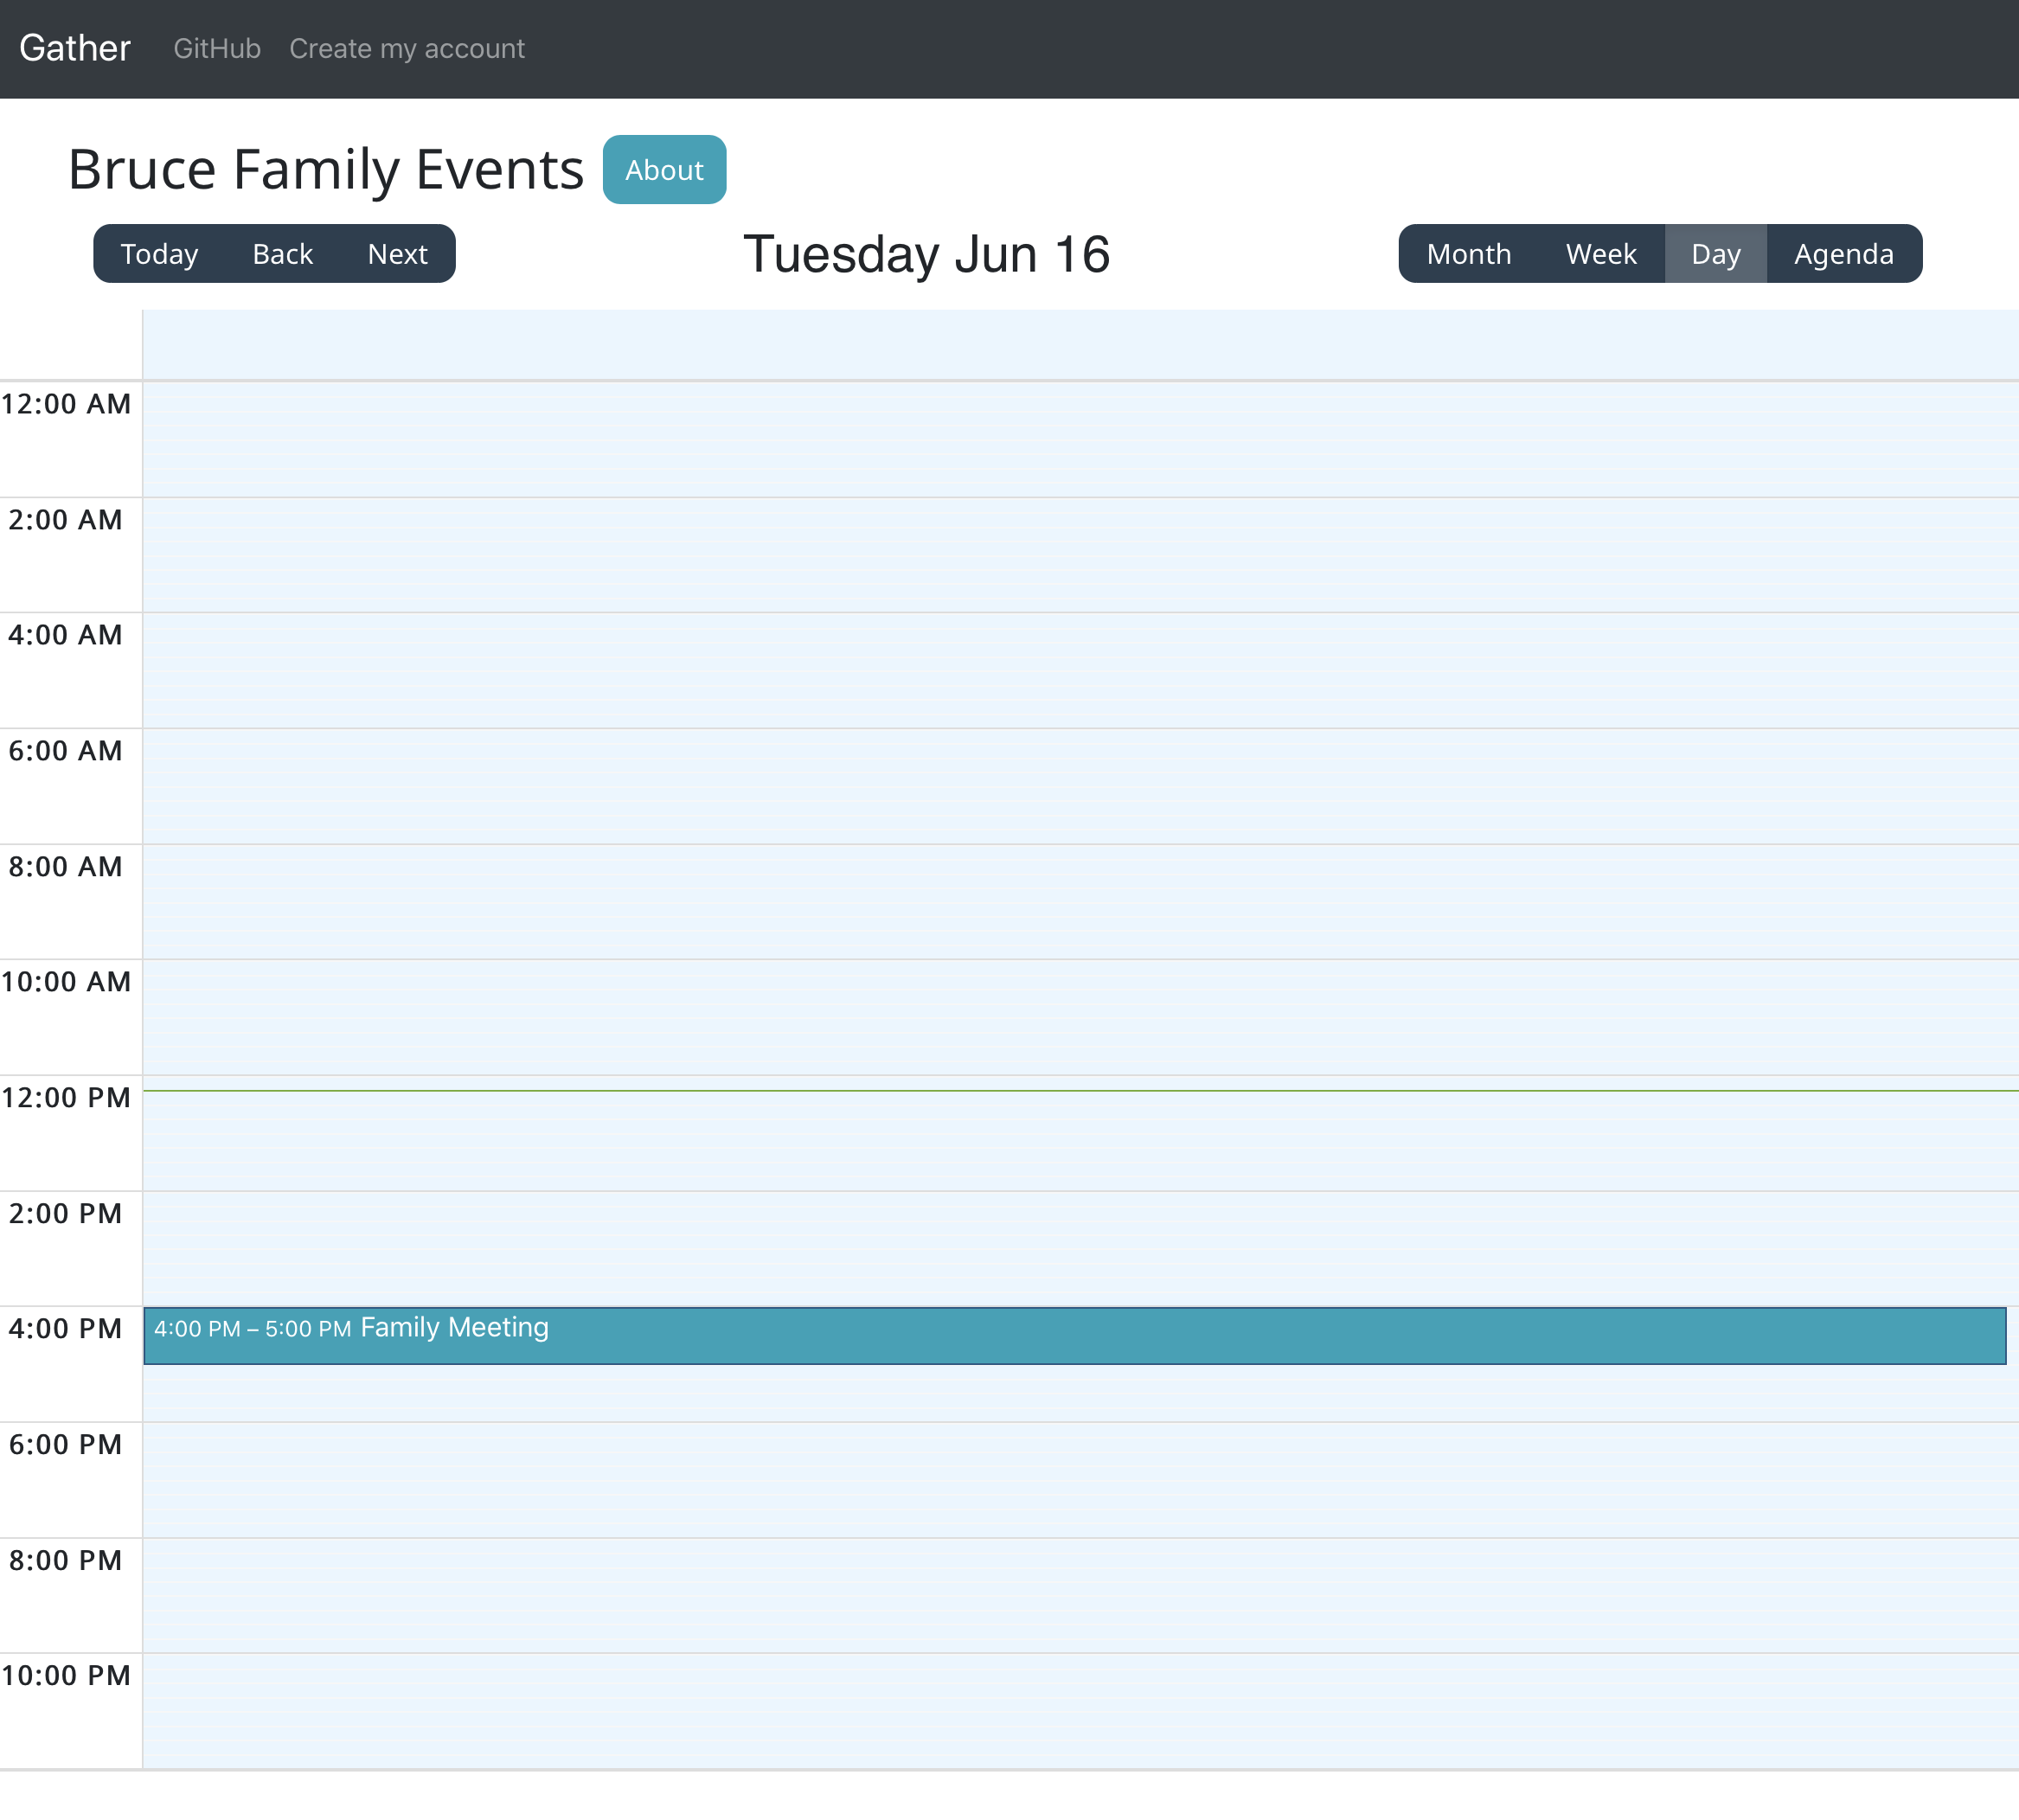 Gather GitHub Create my account
Bruce Family Events About
Today Back Next Tuesday Jun 16 Month Week Day Agenda
12:00 AM
2:00 AM
4:00 AM
6:00 AM
8:00 AM
10:00 AM
12:00 PM
2:00 PM
4:00 PM 4:00 PM – 5:00 PM Family Meeting
6:00 PM
8:00 PM
10:00 PM